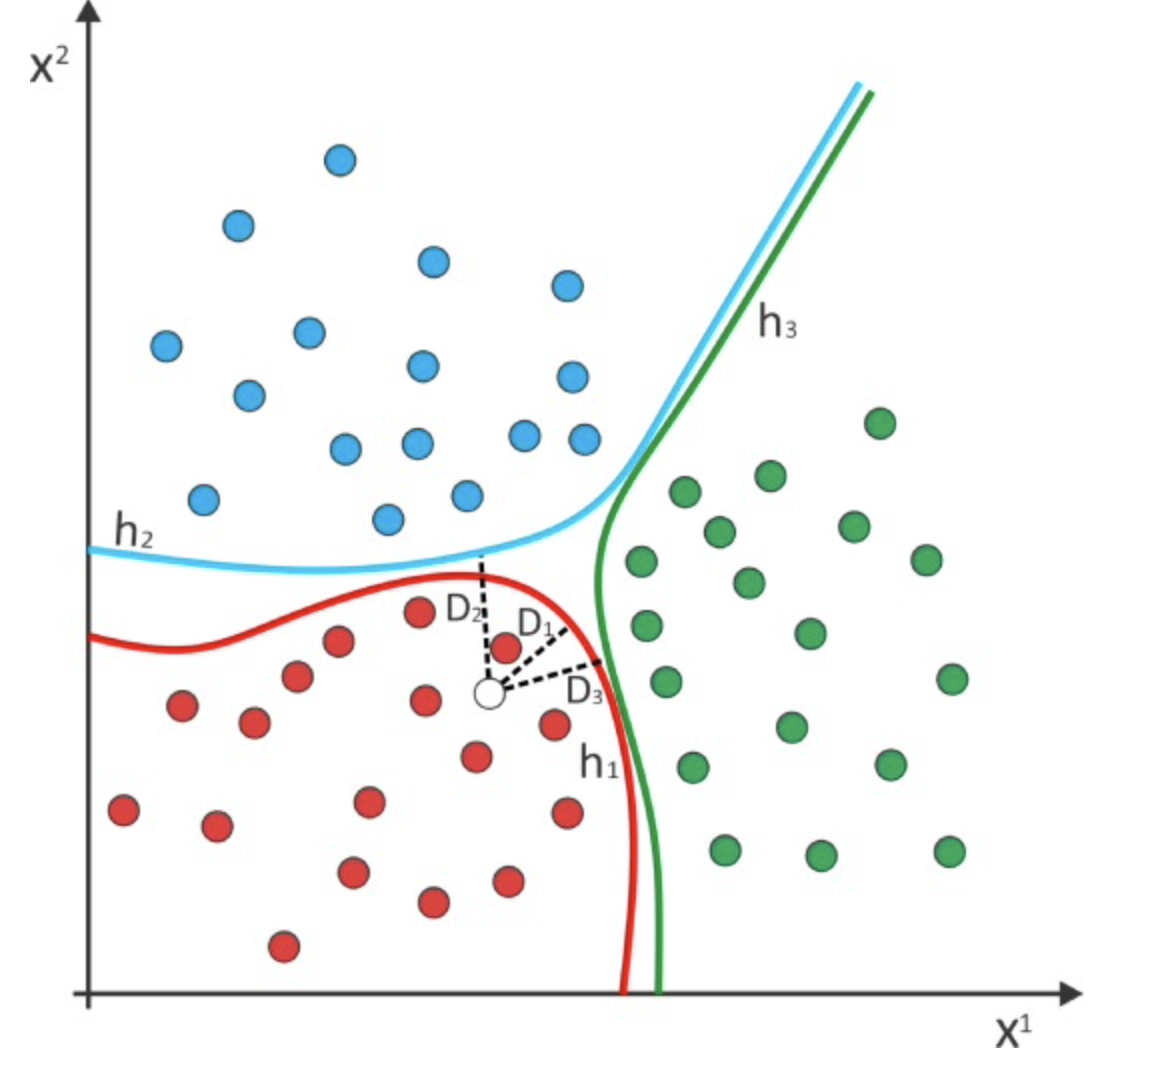 x²
h₃
h₂
D₂
D₁
D₃
h₁
x¹